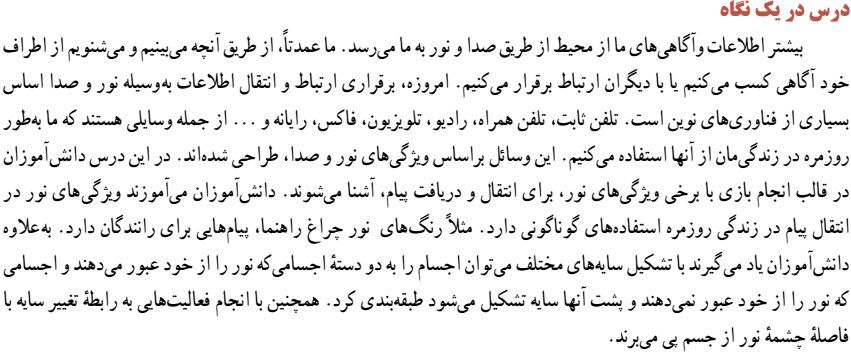 درس در یک نگاه
بیشتر اطلاعات وآگاهی‌های ما از محیط از طریق صدا و نور به ما می‌رسد. ما عمدتاً، از طریق آنچه می‌بینیم و می‌شنویم از اطراف
خود آگاهی کسب می‌کنیم یا با دیگران ارتباط برقرار می‌کنیم. امروزه، برقراری ارتباط و انتقال اطلاعات به‌وسیله نور و صدا اساس
بسیاری از فناوری‌های نوین است. تلفن ثابت، تلفن همراه، رادیو، تلویزیون، فاکس، رایانه و ... از جمله وسایلی هستند که ما به‌طور
روزمره در زندگی‌مان از آنها استفاده می‌کنیم. این وسائل براساس ویژگی‌های نور و صدا، طراحی شده‌اند. در این درس دانش‌آموزان
در قالب انجام بازی با برخی ویژگی‌های نور، برای انتقال و دریافت پیام، آشنا می‌شوند. دانش‌آموزان می‌آموزند ویژگی‌های نور در
انتقال پیام در زندگی روزمره استفاده‌های گوناگونی دارد. مثلاً رنگ‌های نور چراغ راهنما، پیام‌هایی برای رانندگان دارد. به‌علاوه
دانش‌آموزان یاد می‌گیرند با تشکیل سایه‌های مختلف می‌توان اجسام را به دو دستهٔ اجسامی‌که نور را از خود عبور می‌دهند و اجسامی
که نور را از خود عبور نمی‌دهند و پشت آنها سایه تشکیل می‌شود طبقه‌بندی کرد. همچنین با انجام فعالیت‌هایی به رابطهٔ تغییر سایه با
فاصلهٔ چشمهٔ نور از جسم پی می‌برند.